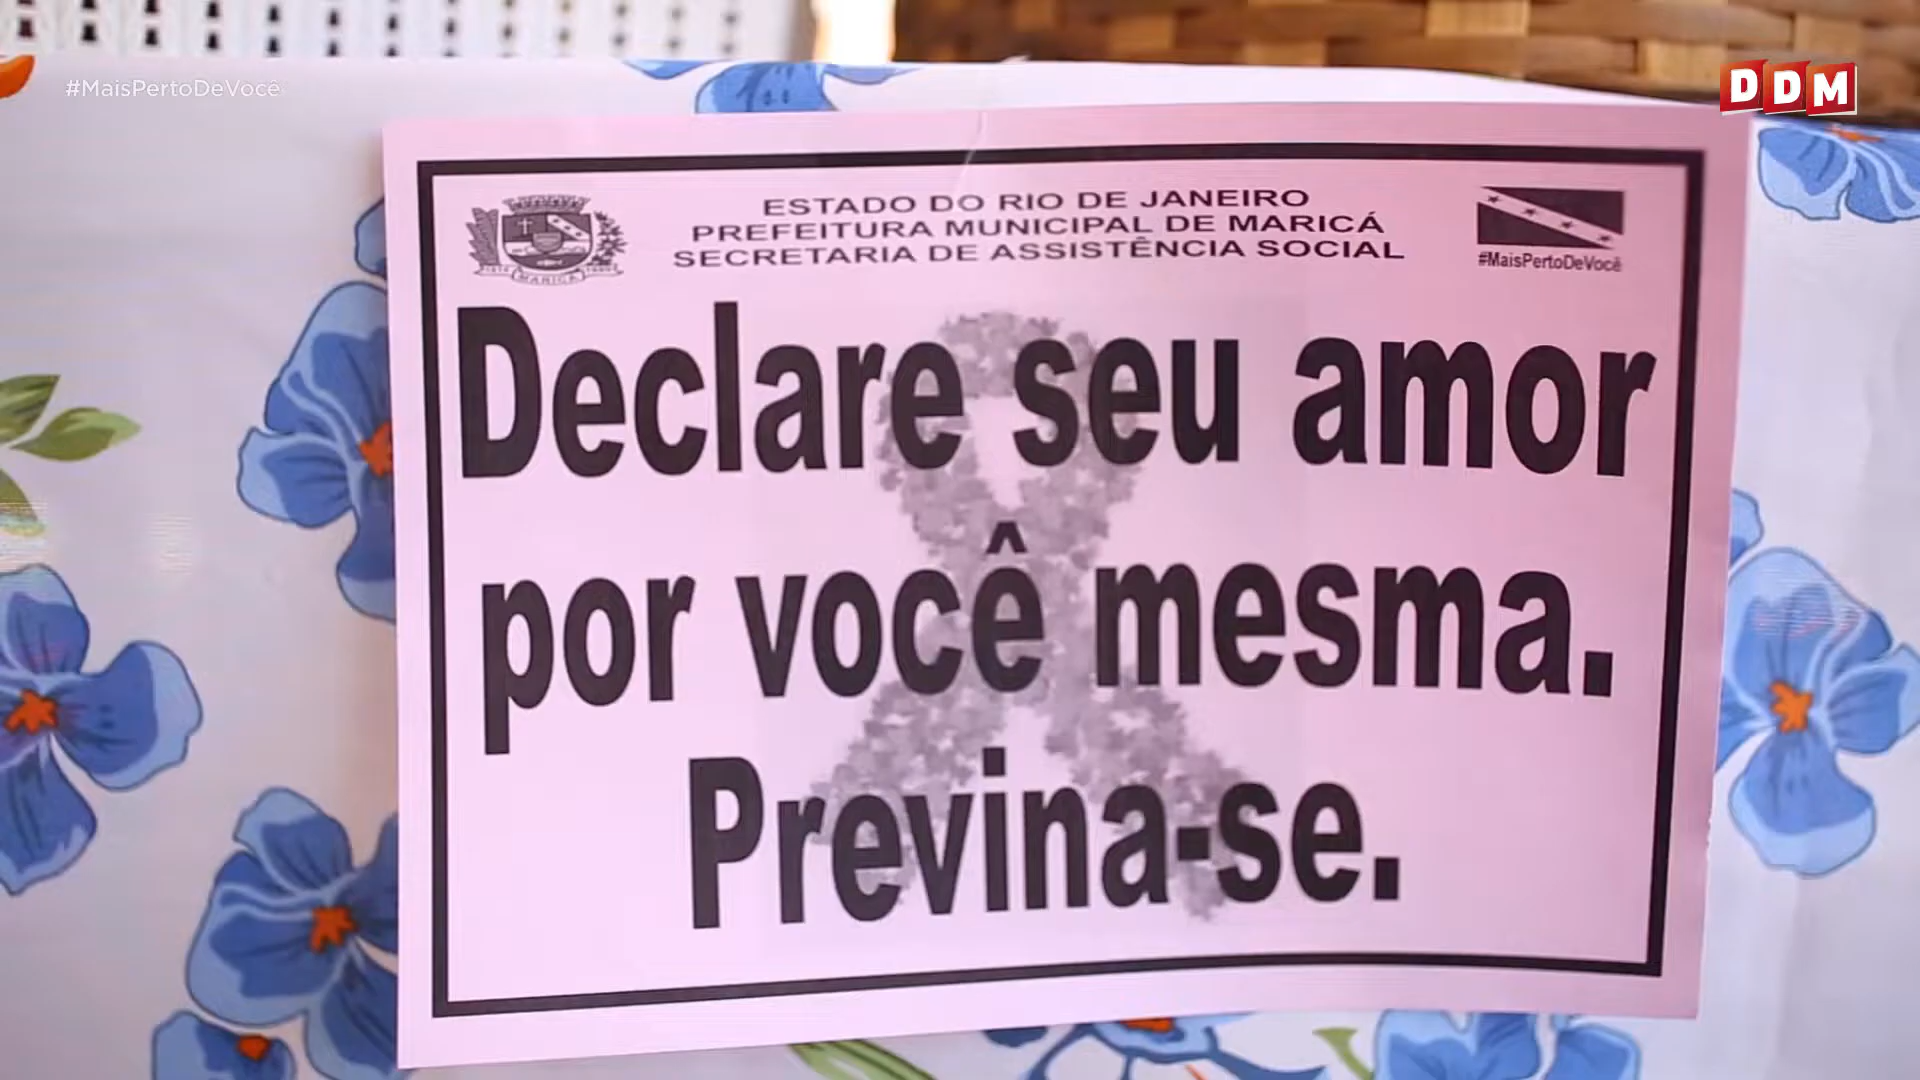 #MaisPertoDeVocê
DDM
ESTADO DO RIO DE JANEIRO
PREFEITURA MUNICIPAL DE MARICÁ
SECRETARIA DE ASSISTÊNCIA SOCIAL
MARICÁ
#MaisPertoDeVocê
Declare seu amor
por você mesma.
Previna-se.